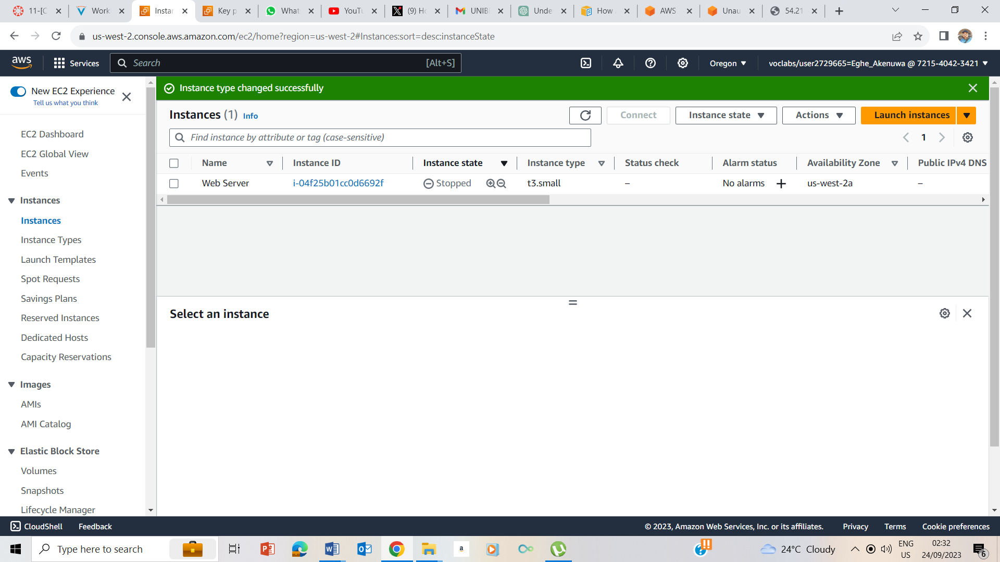 11-[C
Work
Instan
Key p
What
YouTu
(9) Ho
UNIB
Unde
How
AWS
Unau
54.21
us-west-2.console.aws.amazon.com/ec2/home?region=us-west-2#Instances:sort=desc:instanceState
aws
Services
Search
[Alt+S]
Oregon
voclabs/user2729665=Eghe_Akenuwa @ 7215-4042-3421
New EC2 Experience
Tell us what you think
EC2 Dashboard
EC2 Global View
Events
Instances
Instances
Instance Types
Launch Templates
Spot Requests
Savings Plans
Reserved Instances
Dedicated Hosts
Capacity Reservations
Images
AMIs
AMI Catalog
Elastic Block Store
Volumes
Snapshots
Lifecycle Manager
Instance type changed successfully
Instances (1) Info
Connect
Instance state
Actions
Launch instances
Find instance by attribute or tag (case-sensitive)
1
Name Instance ID Instance state Instance type Status check Alarm status Availability Zone Public IPv4 DNS
Web Server i-04f25b01cc0d6692f Stopped t3.small – No alarms + us-west-2a –
Select an instance
CloudShell
Feedback
© 2023, Amazon Web Services, Inc. or its affiliates.
Privacy
Terms
Cookie preferences
Type here to search
a
24°C Cloudy
ENG
US
02:32
24/09/2023
6